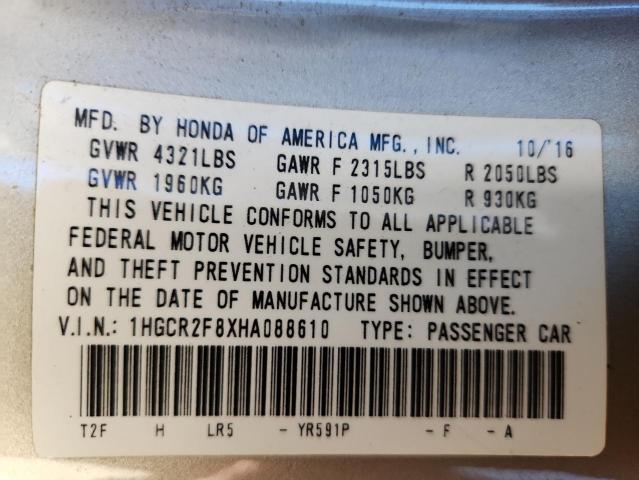 MFD. BY HONDA OF AMERICA MFG., INC. 10/'16
GVWR 4321LBS GAWR F 2315LBS R 2050LBS
GVWR 1960KG GAWR F 1050KG R 930KG
THIS VEHICLE CONFORMS TO ALL APPLICABLE
FEDERAL MOTOR VEHICLE SAFETY, BUMPER,
AND THEFT PREVENTION STANDARDS IN EFFECT
ON THE DATE OF MANUFACTURE SHOWN ABOVE.
V.I.N.: 1HGCR2F8XHA088610 TYPE: PASSENGER CAR
T2F H LR5 - YR591P - F - A